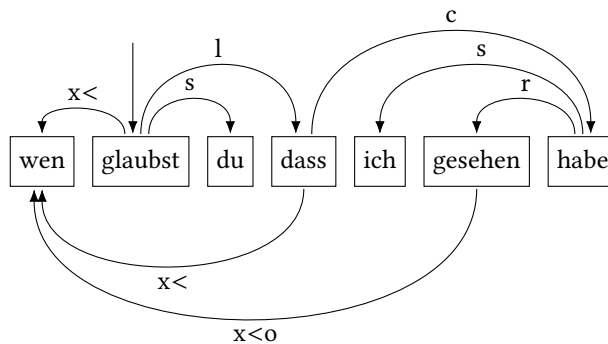 c
l
s
x<
s
r
wen glaubst du dass ich gesehen habe
x<
x<o